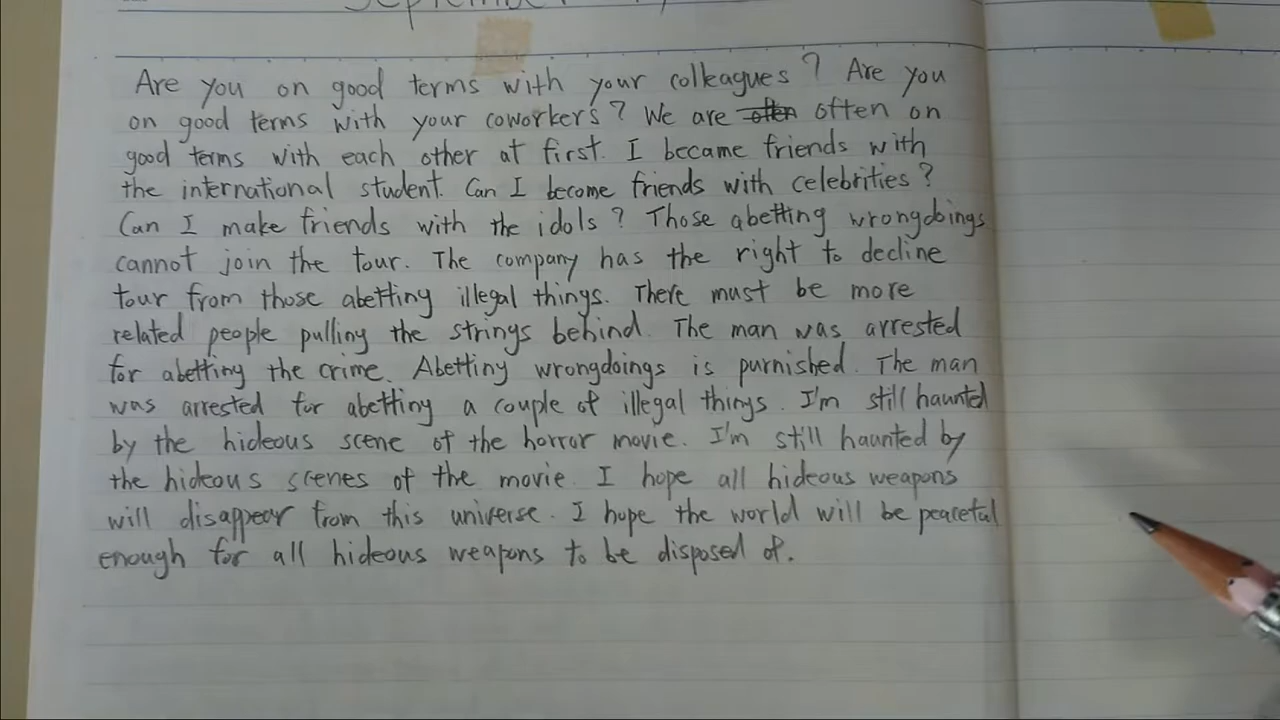 September
Are you on good terms with your colleagues? Are you
on good terms with your coworkers? We are often often on
good terms with each other at first. I became friends with
the international student. Can I become friends with celebrities?
Can I make friends with the idols? Those abetting wrongdoings
cannot join the tour. The company has the right to decline
tour from those abetting illegal things. There must be more
related people pulling the strings behind. The man was arrested
for abetting the crime. Abettiny wrongdoings is purnished. The man
was arrested for abetting a couple of illegal things. I'm still haunted
by the hideous scene of the horror movie. I'm still haunted by
the hideous scenes of the movie. I hope all hideous weapons
will disappear from this universe. I hope the world will be peaceful
enough for all hideous weapons to be disposed of.